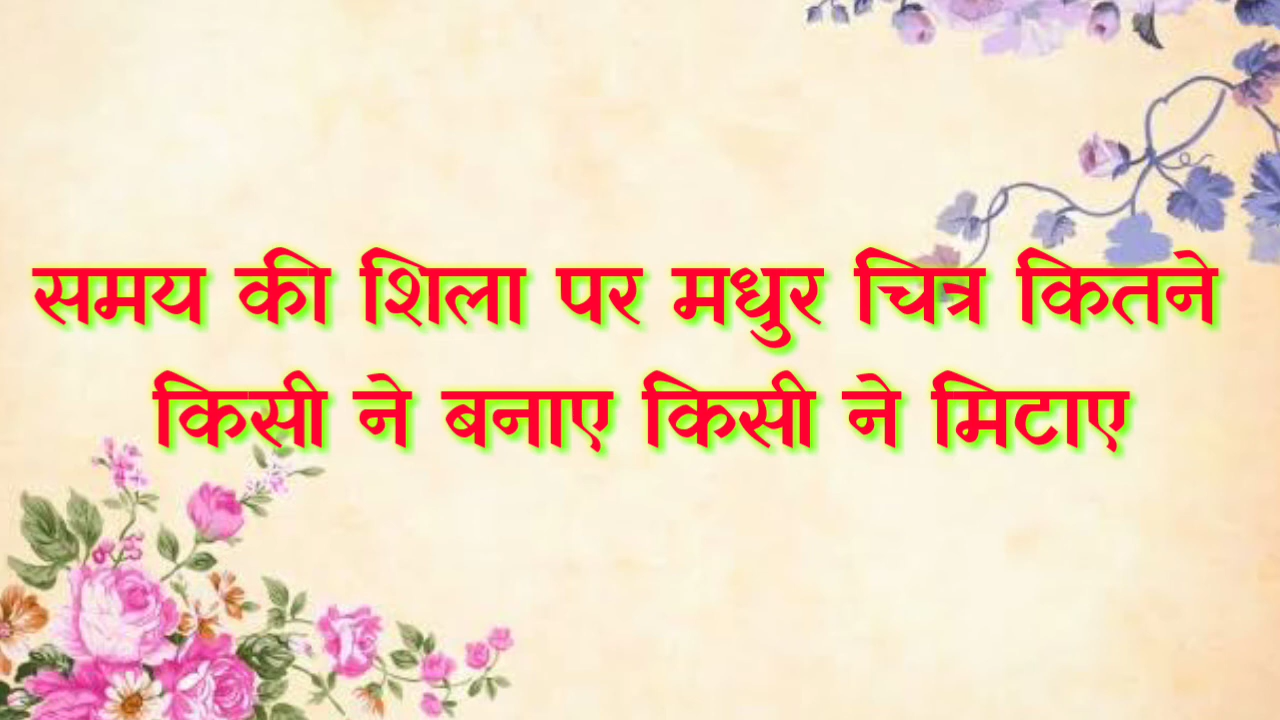 समय की शिला पर मधुर चित्र कितने
किसी ने बनाए किसी ने मिटाए